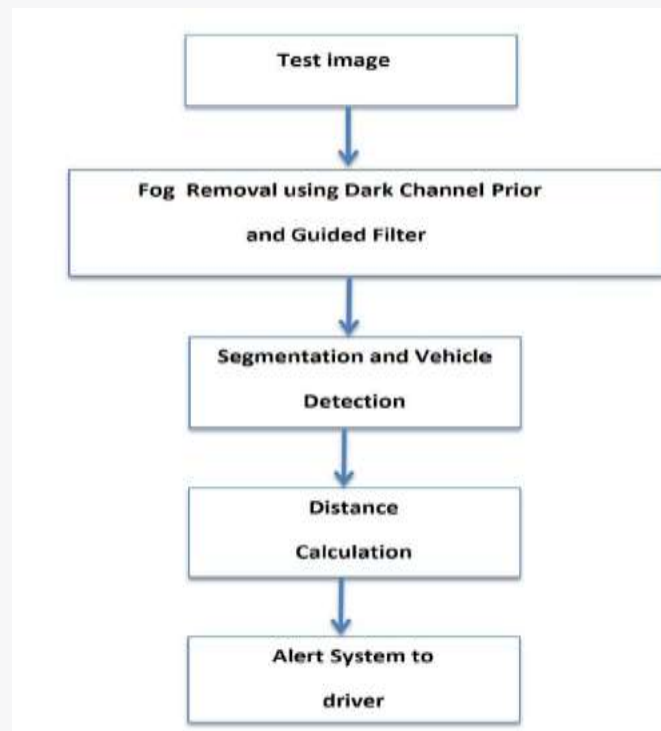 Test image
Fog Removal using Dark Channel Prior
and Guided Filter
Segmentation and Vehicle
Detection
Distance
Calculation
Alert System to
driver